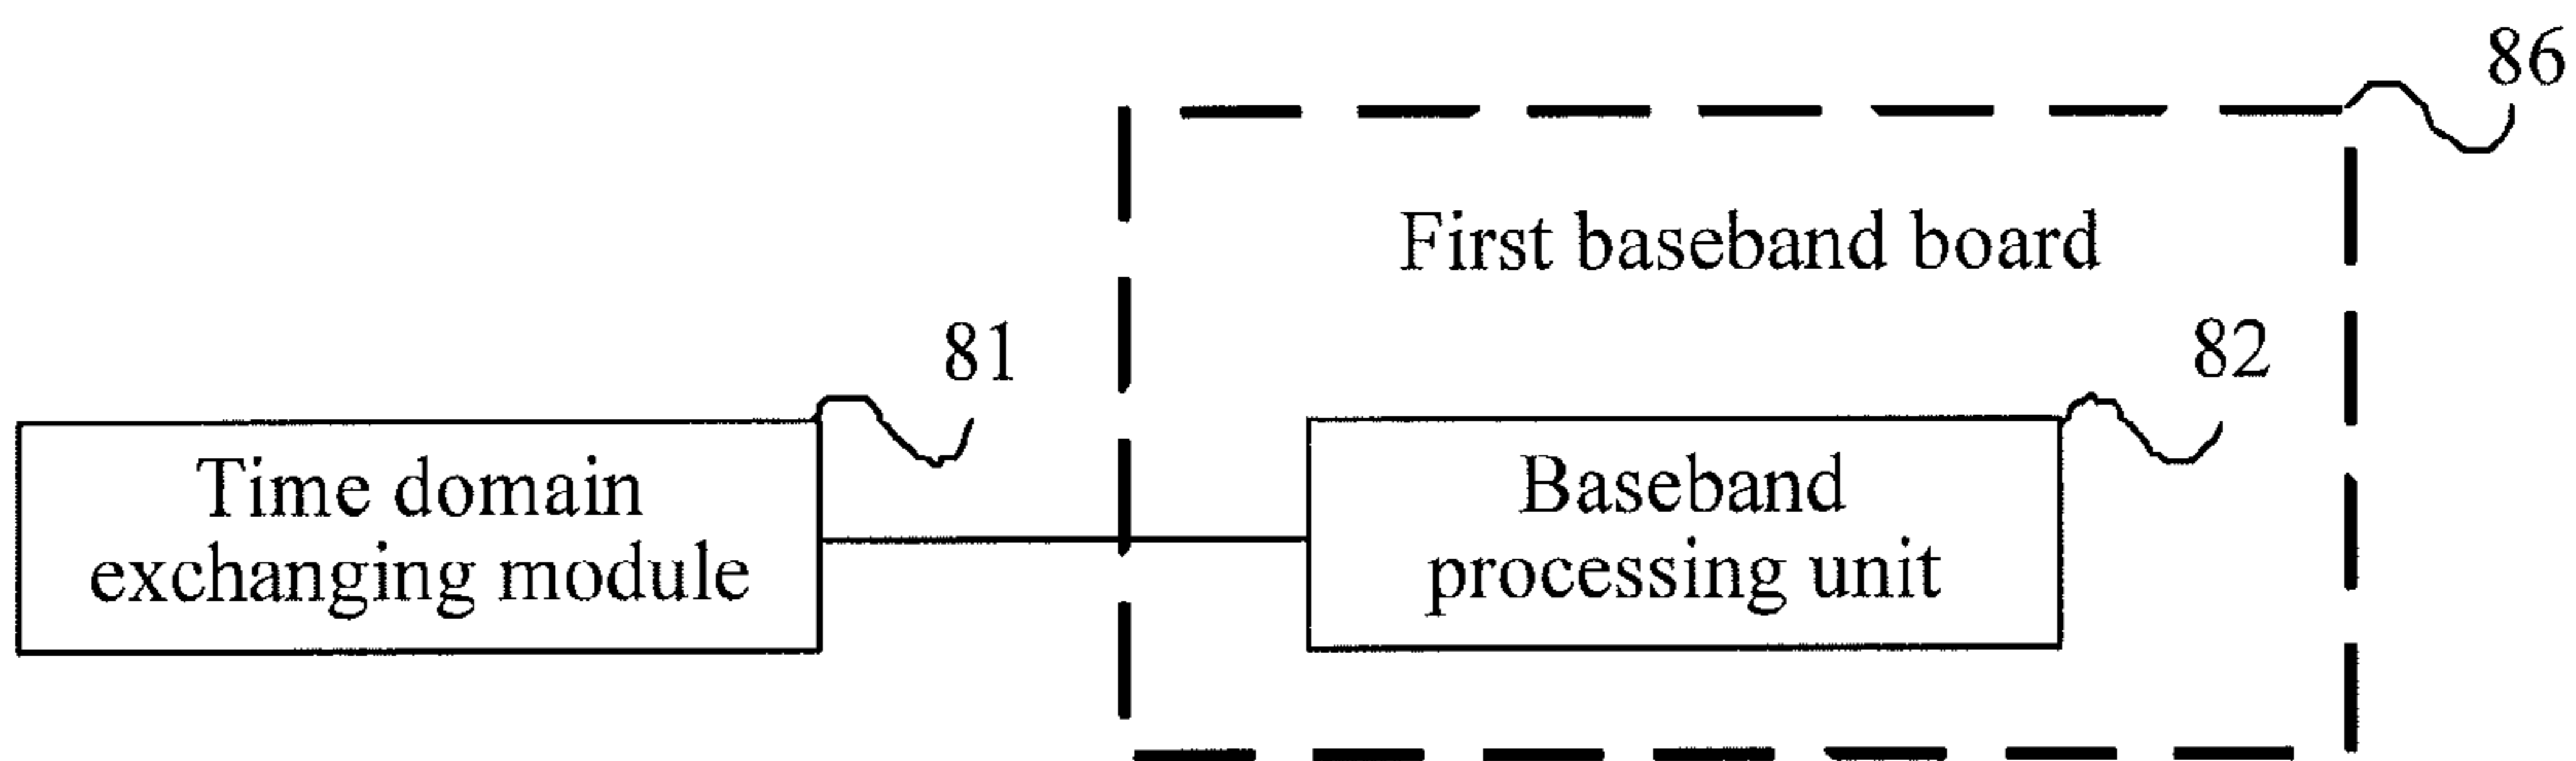 86
First baseband board
81
82
Time domain
exchanging module
Baseband
processing unit